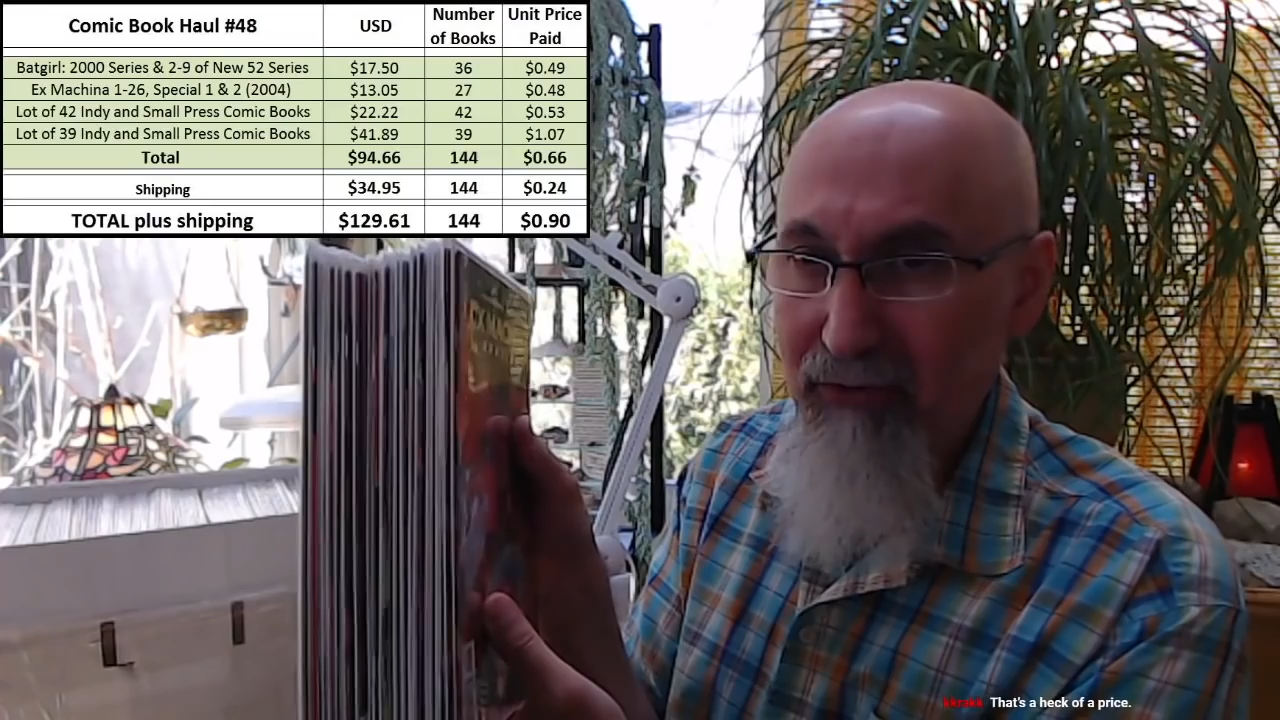 Comic Book Haul #48 USD Number of Books Unit Price Paid
Batgirl: 2000 Series & 2-9 of New 52 Series $17.50 36 $0.49
Ex Machina 1-26, Special 1 & 2 (2004) $13.05 27 $0.48
Lot of 42 Indy and Small Press Comic Books $22.22 42 $0.53
Lot of 39 Indy and Small Press Comic Books $41.89 39 $1.07
Total $94.66 144 $0.66
Shipping $34.95 144 $0.24
TOTAL plus shipping $129.61 144 $0.90
That's a heck of a price.